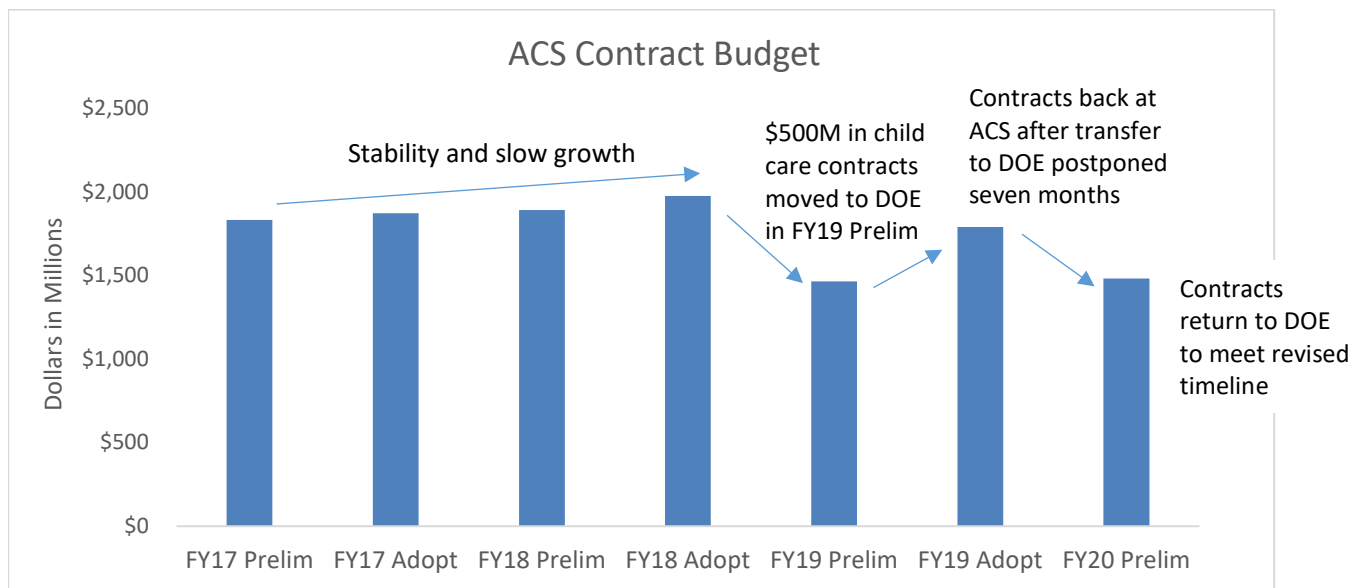 ACS Contract Budget
Dollars in Millions
$2,500
$2,000
$1,500
$1,000
$500
$0
Stability and slow growth
$500M in child
care contracts
moved to DOE
in FY19 Prelim
Contracts back at
ACS after transfer
to DOE postponed
seven months
Contracts
return to DOE
to meet revised
timeline
FY17 Prelim
FY17 Adopt
FY18 Prelim
FY18 Adopt
FY19 Prelim
FY19 Adopt
FY20 Prelim